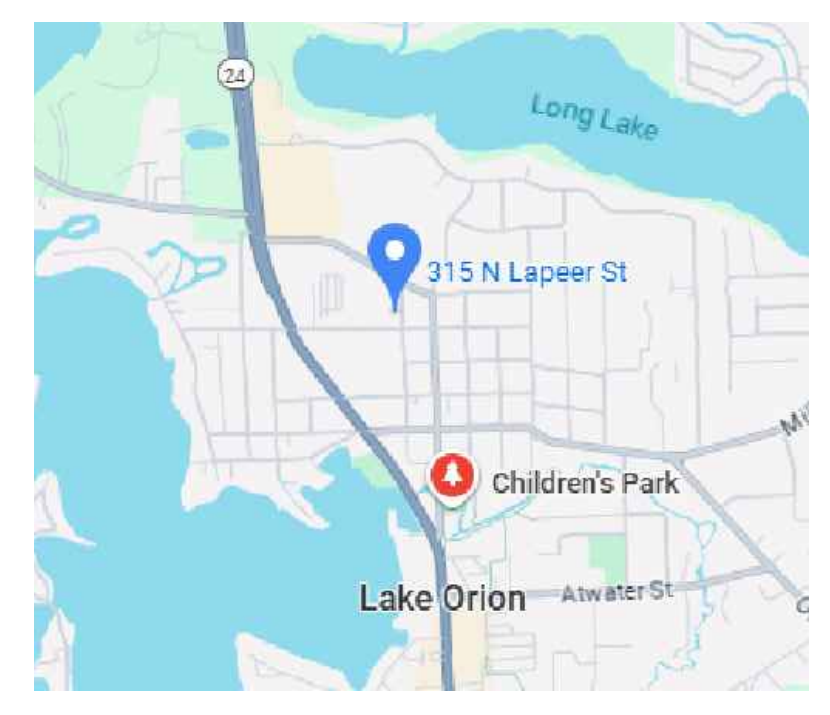 24
Long Lake
315 N Lapeer St
Children's Park
Lake Orion
Atwater St